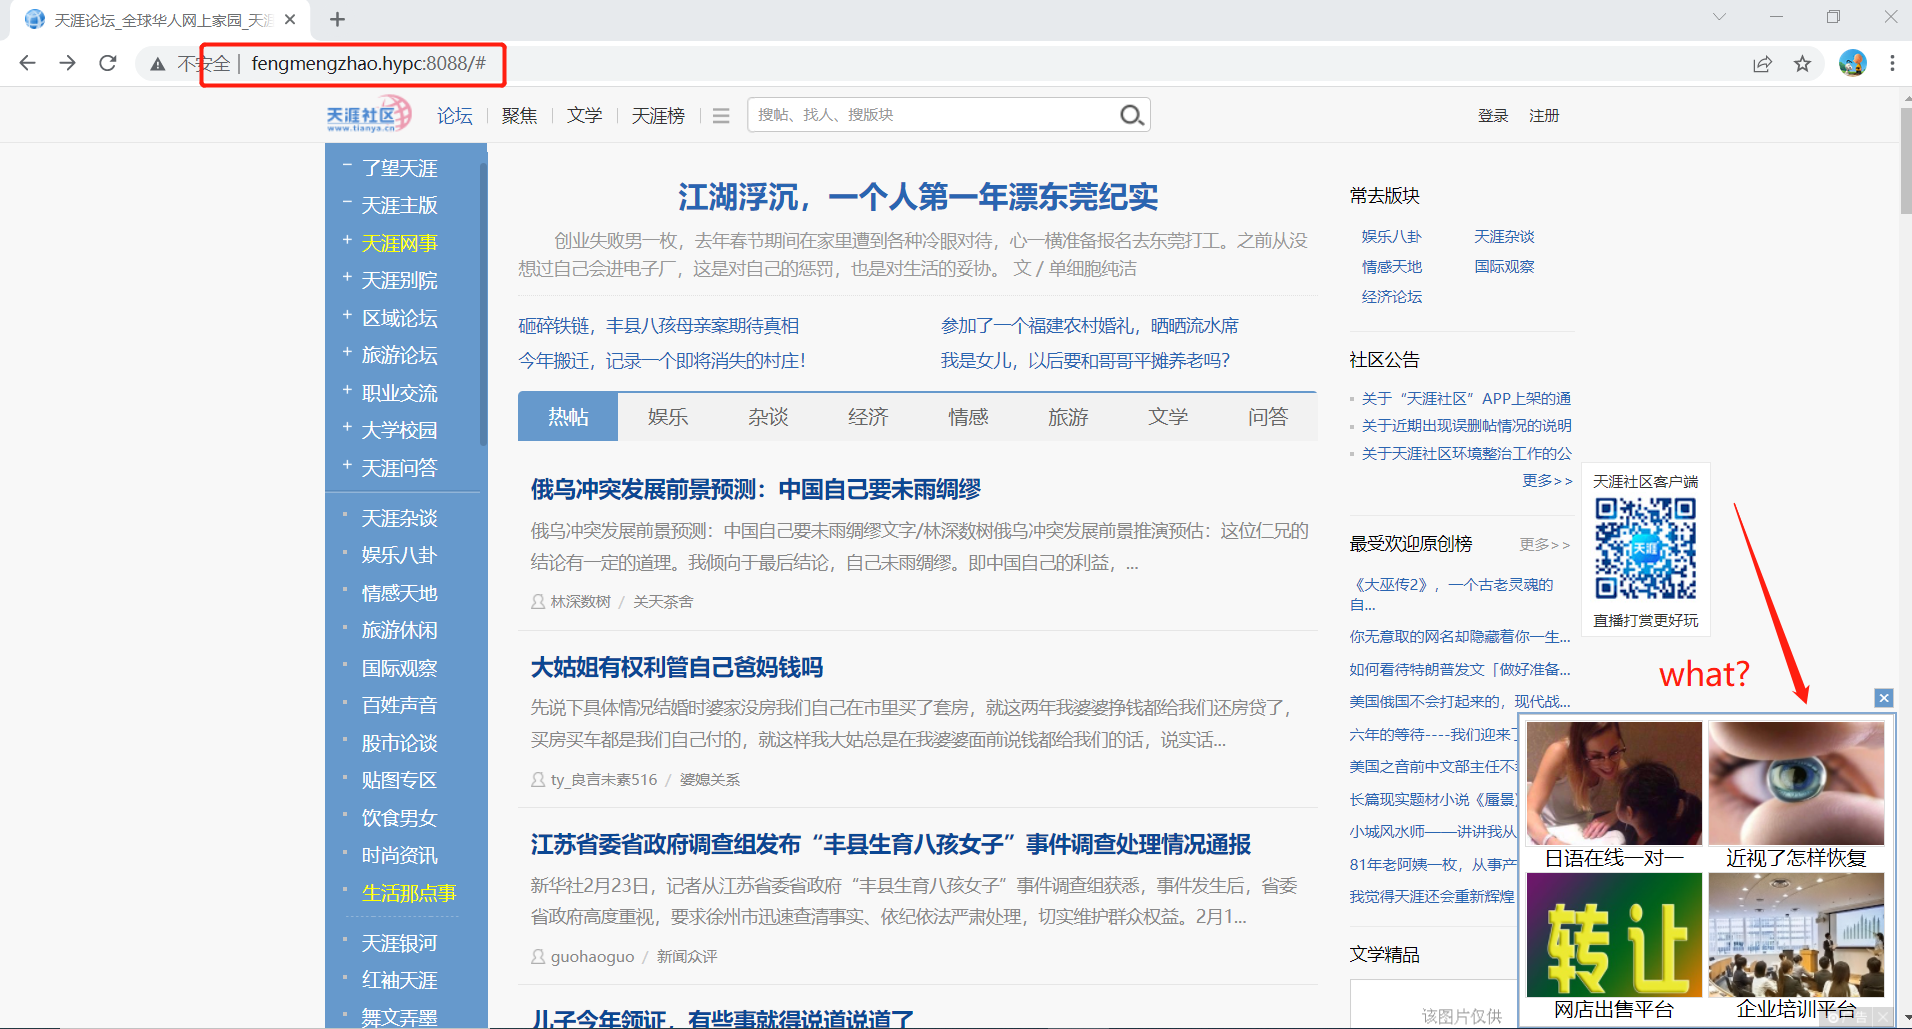 天涯论坛_全球华人网上家园_天涯
不安全 | fengmengzhao.hypc:8088/#
天涯社区
www.tianya.cn
论坛 聚焦 文学 天涯榜
搜帖、找人、搜版块
登录 注册
了望天涯
天涯主版
天涯网事
天涯别院
区域论坛
旅游论坛
职业交流
大学校园
天涯问答
天涯杂谈
娱乐八卦
情感天地
旅游休闲
国际观察
百姓声音
股市论谈
贴图专区
饮食男女
时尚资讯
生活那点事
天涯银河
红袖天涯
舞文弄墨
江湖浮沉，一个人第一年漂东莞纪实
创业失败男一枚，去年春节期间在家里遭到各种冷眼对待，心一横准备报名去东莞打工。之前从没
想过自己会进电子厂，这是对自己的惩罚，也是对生活的妥协。 文 / 单细胞纯洁
砸碎铁链，丰县八孩母亲案期待真相
参加了一个福建农村婚礼，晒晒流水席
今年搬迁，记录一个即将消失的村庄！
我是女儿，以后要和哥哥平摊养老吗？
热帖 娱乐 杂谈 经济 情感 旅游 文学 问答
俄乌冲突发展前景预测：中国自己要未雨绸缪
俄乌冲突发展前景预测：中国自己要未雨绸缪文字/林深数树俄乌冲突发展前景推演预估：这位仁兄的
结论有一定的道理。我倾向于最后结论，自己未雨绸缪。即中国自己的利益，...
林深数树 / 关天茶舍
大姑姐有权利管自己爸妈钱吗
先说下具体情况结婚时婆家没房我们自己在市里买了套房，就这两年我婆婆挣钱都给我们还房贷了，
买房买车都是我们自己付的，就这样我大姑总是在我婆婆面前说钱都给我们的话，说实话...
ty_良言未素516 / 婆媳关系
江苏省委省政府调查组发布“丰县生育八孩女子”事件调查处理情况通报
新华社2月23日，记者从江苏省委省政府“丰县生育八孩女子”事件调查组获悉，事件发生后，省委
省政府高度重视，要求徐州市迅速查清事实、依纪依法严肃处理，切实维护群众权益。2月1...
guohaoguo / 新闻众评
儿子今年领证，有些事就得说道说道了
常去版块
娱乐八卦 天涯杂谈
情感天地 国际观察
经济论坛
社区公告
关于“天涯社区”APP上架的通
关于近期出现误删帖情况的说明
关于天涯社区环境整治工作的公
更多>>
最受欢迎原创榜 更多>>
《大巫传2》，一个古老灵魂的
自...
你无意取的网名却隐藏着你一生...
如何看待特朗普发文「做好准备...
美国俄国不会打起来的，现代战...
六年的等待----我们迎来了
美国之音前中文部主任不
长篇现实题材小说《蜃景》
小城风水师——讲讲我从
81年老阿姨一枚，从事产
我觉得天涯还会重新辉煌
文学精品
该图片仅供
天涯社区客户端
天涯
直播打赏更好玩
what?
日语在线一对一
近视了怎样恢复
转让
网店出售平台
企业培训平台